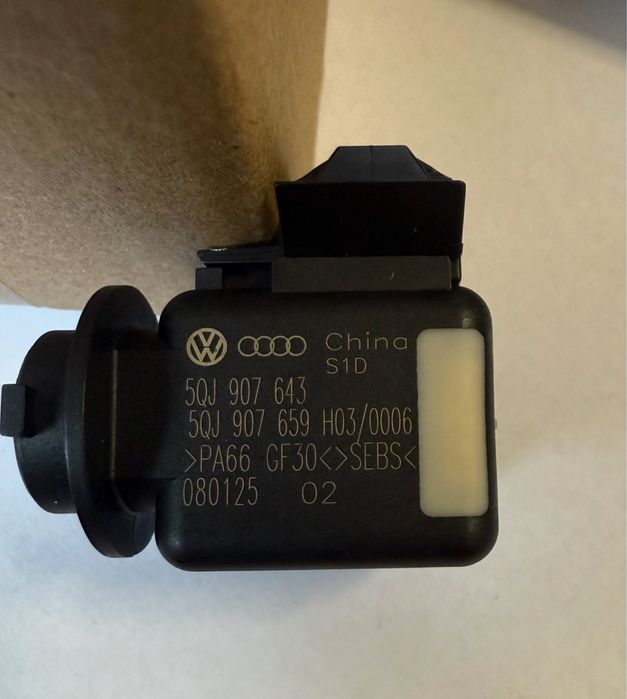 China
S1D
5QJ 907 643
5QJ 907 659 H03/0006
>PA66 GF30<>SEBS<
080125 02